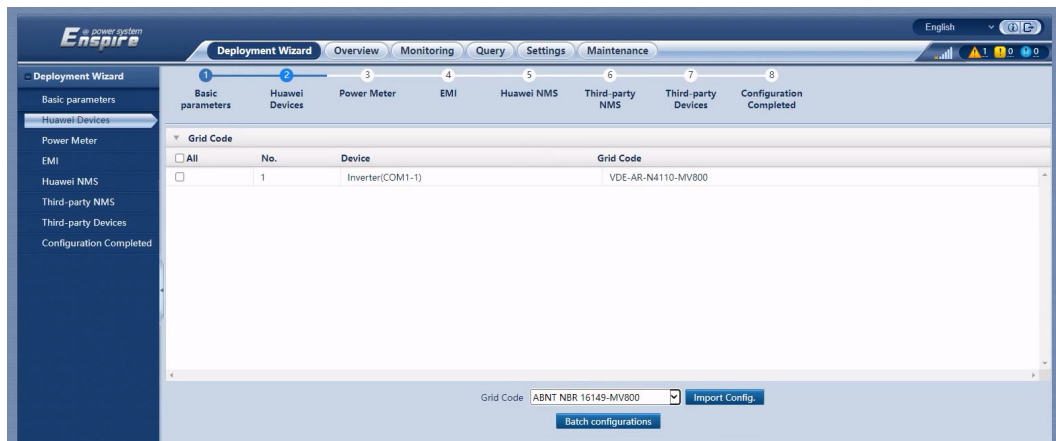 @ power system
Enspire
English
Deployment Wizard Overview Monitoring Query Settings Maintenance
1 0 0
Deployment Wizard
Basic parameters
Huawei Devices
Power Meter
EMI
Huawei NMS
Third-party NMS
Third-party Devices
Configuration Completed
1 2 3 4 5 6 7 8
Basic parameters
Huawei Devices
Power Meter
EMI
Huawei NMS
Third-party NMS
Third-party Devices
Configuration Completed
Grid Code
All No. Device Grid Code
1 Inverter(COM1-1) VDE-AR-N4110-MV800
Grid Code ABNT NBR 16149-MV800 Import Config.
Batch configurations